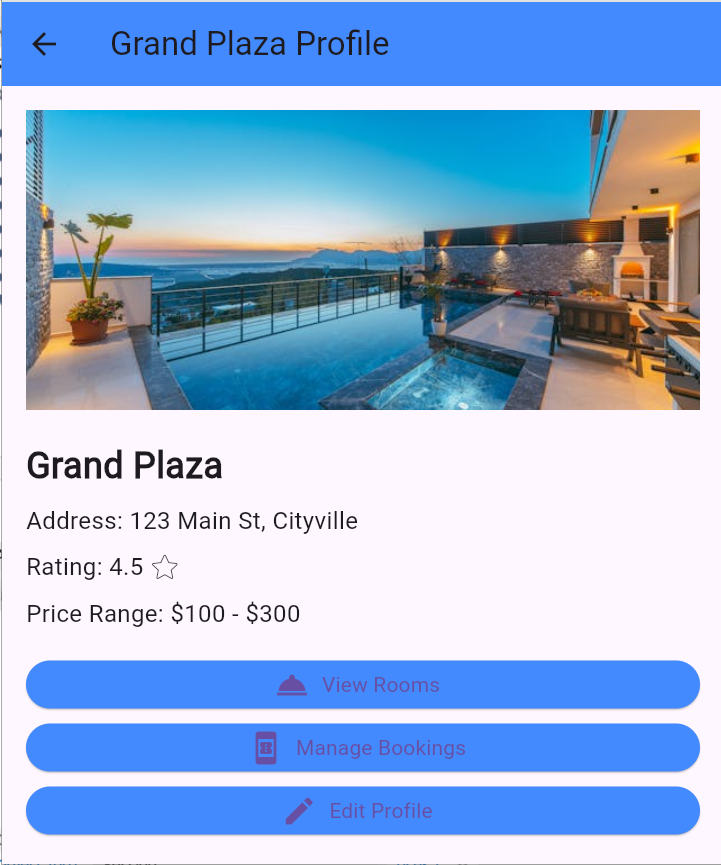 Grand Plaza Profile
Grand Plaza
Address: 123 Main St, Cityville
Rating: 4.5
Price Range: $100 - $300
View Rooms
Manage Bookings
Edit Profile